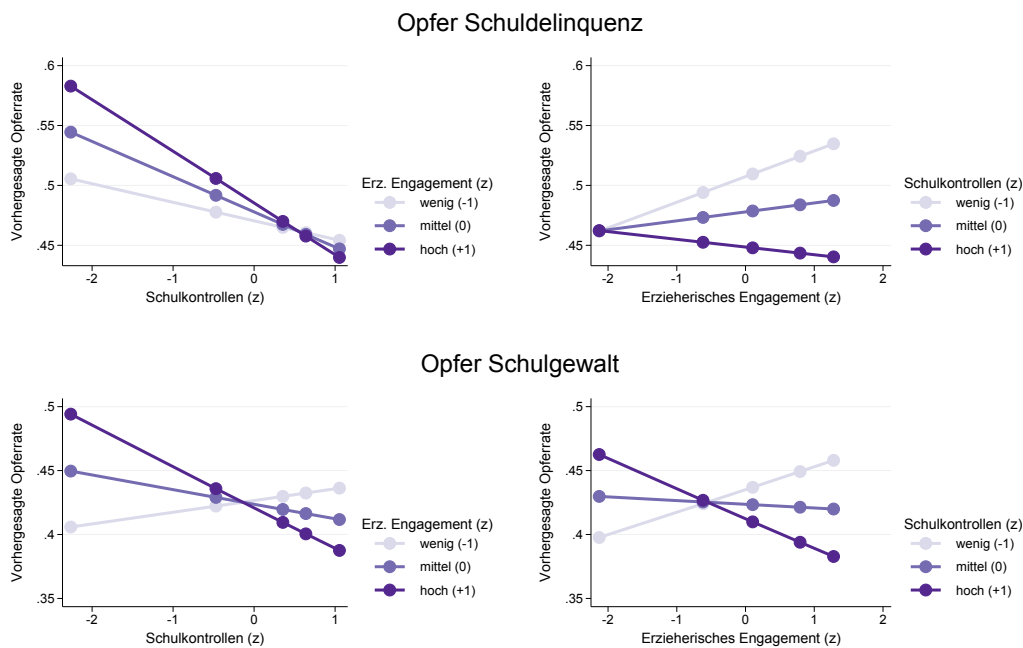 Opfer Schuldelinquenz
Vorhergesagte Opferrate
.6
.55
.5
.45
-2 -1 0 1
Schulkontrollen (z)
Erz. Engagement (z)
wenig (-1)
mittel (0)
hoch (+1)
Vorhergesagte Opferrate
.6
.55
.5
.45
-2 -1 0 1 2
Erzieherisches Engagement (z)
Schulkontrollen (z)
wenig (-1)
mittel (0)
hoch (+1)
Opfer Schulgewalt
Vorhergesagte Opferrate
.5
.45
.4
.35
-2 -1 0 1
Schulkontrollen (z)
Erz. Engagement (z)
wenig (-1)
mittel (0)
hoch (+1)
Vorhergesagte Opferrate
.5
.45
.4
.35
-2 -1 0 1 2
Erzieherisches Engagement (z)
Schulkontrollen (z)
wenig (-1)
mittel (0)
hoch (+1)